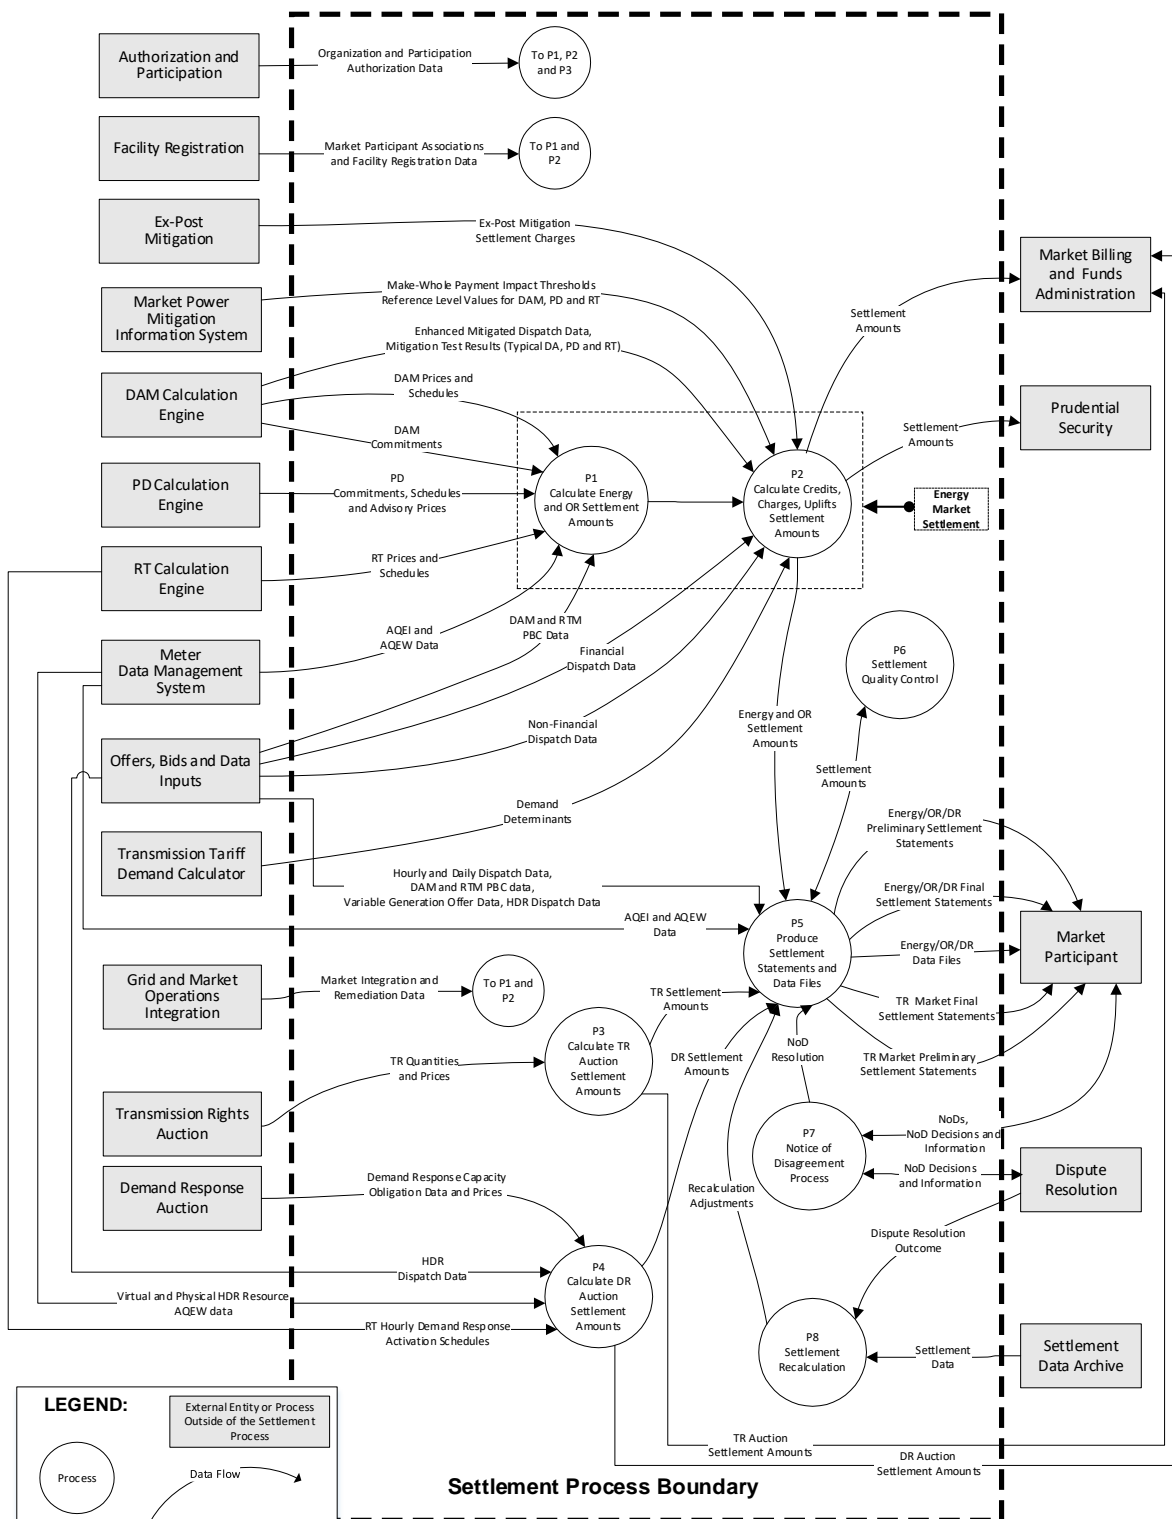 Authorization and
Participation
Organization and Participation
Authorization Data
To P1, P2
and P3
Facility Registration
Market Participant Associations
and Facility Registration Data
To P1 and
P2
Ex-Post
Mitigation
Ex-Post Mitigation
Settlement Charges
Market Billing
and Funds
Administration
Market Power
Mitigation
Information System
Make-Whole Payment Impact Thresholds
Reference Level Values for DAM, PD and RT
Settlement
Amounts
Enhanced Mitigated Dispatch Data,
Mitigation Test Results (Typical DA, PD and RT)
DAM Calculation
Engine
DAM Prices and
Schedules
DAM
Commitments
Prudential
Security
Settlement
Amounts
PD Calculation
Engine
PD
Commitments, Schedules
and Advisory Prices
P1
Calculate Energy
and OR Settlement
Amounts
P2
Calculate Credits,
Charges, Uplifts
Settlement
Amounts
Energy
Market
Settlement
RT Calculation
Engine
RT Prices and
Schedules
Meter
Data Management
System
AQEI and
AQEW Data
DAM and RTM
PBC Data
Financial
Dispatch Data
P6
Settlement
Quality Control
Offers, Bids and Data
Inputs
Non-Financial
Dispatch Data
Energy and OR
Settlement
Amounts
Settlement
Amounts
Transmission Tariff
Demand Calculator
Demand
Determinants
Energy/OR/DR
Preliminary Settlement
Statements
Hourly and Daily Dispatch Data,
DAM and RTM PBC data,
Variable Generation Offer Data, HDR Dispatch Data
Energy/OR/DR Final
Settlement Statements
AQEI and AQEW
Data
P5
Produce
Settlement
Statements and
Data Files
Energy/OR/DR
Data Files
Market
Participant
Grid and Market
Operations
Integration
Market Integration and
Remediation Data
To P1 and
P2
TR Settlement
Amounts
TR Market Final
Settlement Statements
P3
Calculate TR
Auction
Settlement
Amounts
TR Quantities
and Prices
DR Settlement
Amounts
NoD
Resolution
TR Market Preliminary
Settlement Statements
Transmission Rights
Auction
P7
Notice of
Disagreement
Process
NoDs,
NoD Decisions and
Information
NoD Decisions
and Information
Dispute
Resolution
Demand Response
Auction
Demand Response Capacity
Obligation Data and Prices
Recalculation
Adjustments
Dispute Resolution
Outcome
HDR
Dispatch Data
P4
Calculate DR
Auction
Settlement
Amounts
Virtual and Physical HDR Resource
AQEW data
RT Hourly Demand Response
Activation Schedules
P8
Settlement
Recalculation
Settlement
Data
Settlement
Data Archive
LEGEND:
External Entity or Process
Outside of the Settlement
Process
Process
Data Flow
TR Auction
Settlement Amounts
DR Auction
Settlement Amounts
Settlement Process Boundary